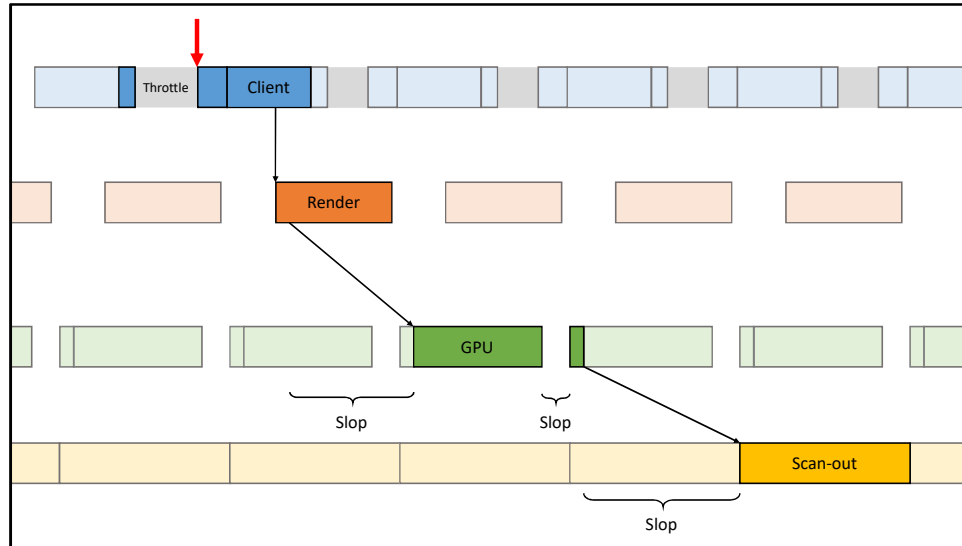 Throttle
Client
Render
GPU
Slop
Slop
Scan-out
Slop